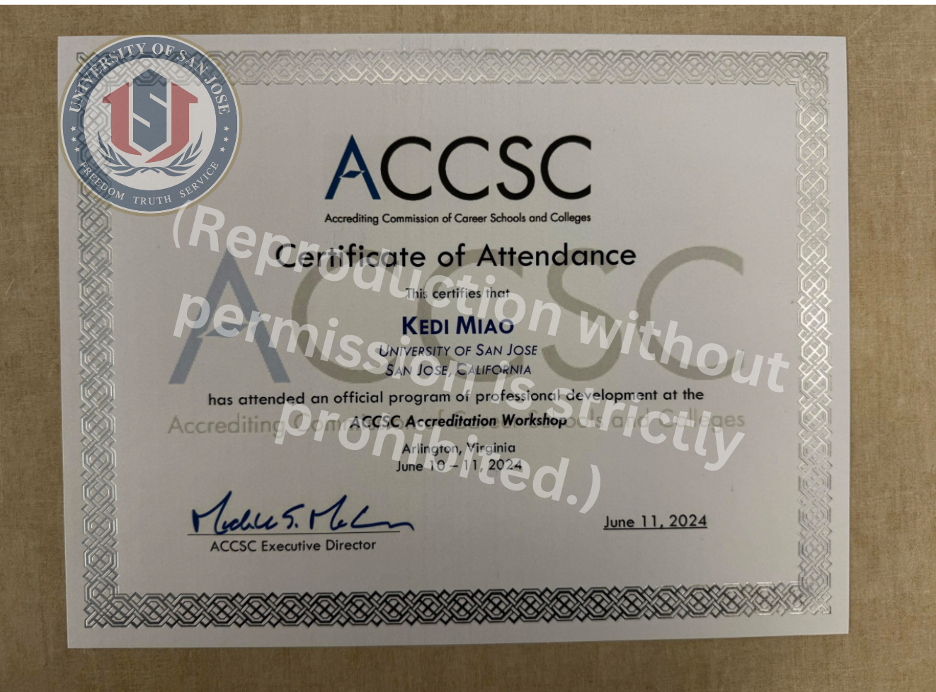 UNIVERSITY OF SAN JOSE
USJ
FREEDOM TRUTH SERVICE
ACCSC
Accrediting Commission of Career Schools and Colleges
Certificate of Attendance
This certifies that
KEDI MIAO
UNIVERSITY OF SAN JOSE
SAN JOSE, CALIFORNIA
has attended an official program of professional development at the
ACCSC Accreditation Workshop
Arlington, Virginia
June 10 – 11, 2024
June 11, 2024
ACCSC Executive Director
ACCSC
Accrediting Commission of Career Schools and Colleges
(Reproduction without
permission is strictly
prohibited.)